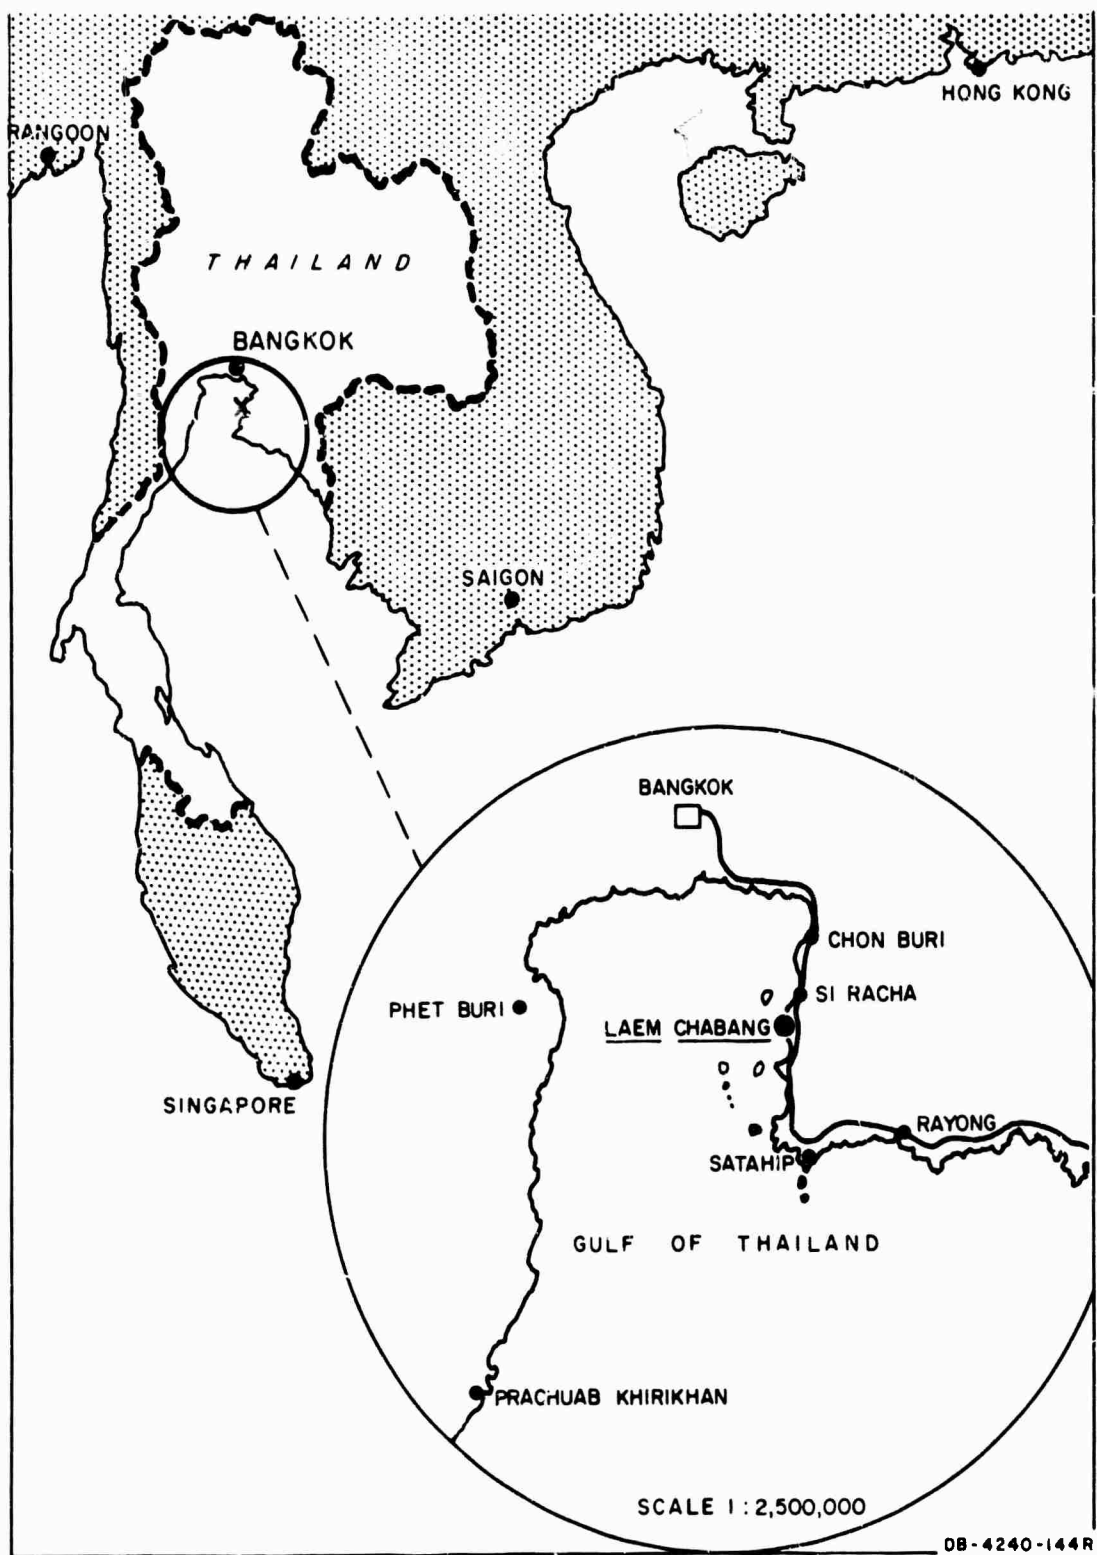 HONG KONG
RANGOON
THAILAND
BANGKOK
X
SAIGON
BANGKOK
CHON BURI
SI RACHA
PHET BURI
LAEM CHABANG
SINGAPORE
RAYONG
SATAHIP
GULF OF THAILAND
PRACHUAB KHIRIKHAN
SCALE 1:2,500,000
DB-4240-144R